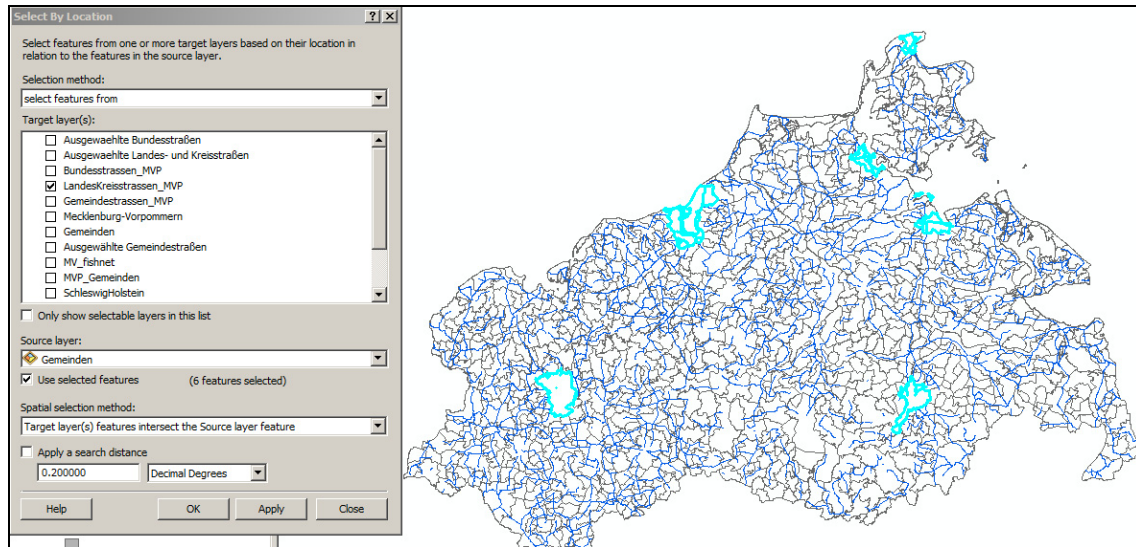 Select By Location
Select features from one or more target layers based on their location in
relation to the features in the source layer.
Selection method:
select features from
Target layer(s):
Ausgewaehlte Bundesstraßen
Ausgewaehlte Landes- und Kreisstraßen
Bundesstrassen_MVP
LandesKreisstrassen_MVP
Gemeindestrassen_MVP
Mecklenburg-Vorpommern
Gemeinden
Ausgewählte Gemeindestraßen
MV_fishnet
MVP_Gemeinden
SchleswigHolstein
Only show selectable layers in this list
Source layer:
Gemeinden
Use selected features (6 features selected)
Spatial selection method:
Target layer(s) features intersect the Source layer feature
Apply a search distance
0.200000 Decimal Degrees
Help OK Apply Close